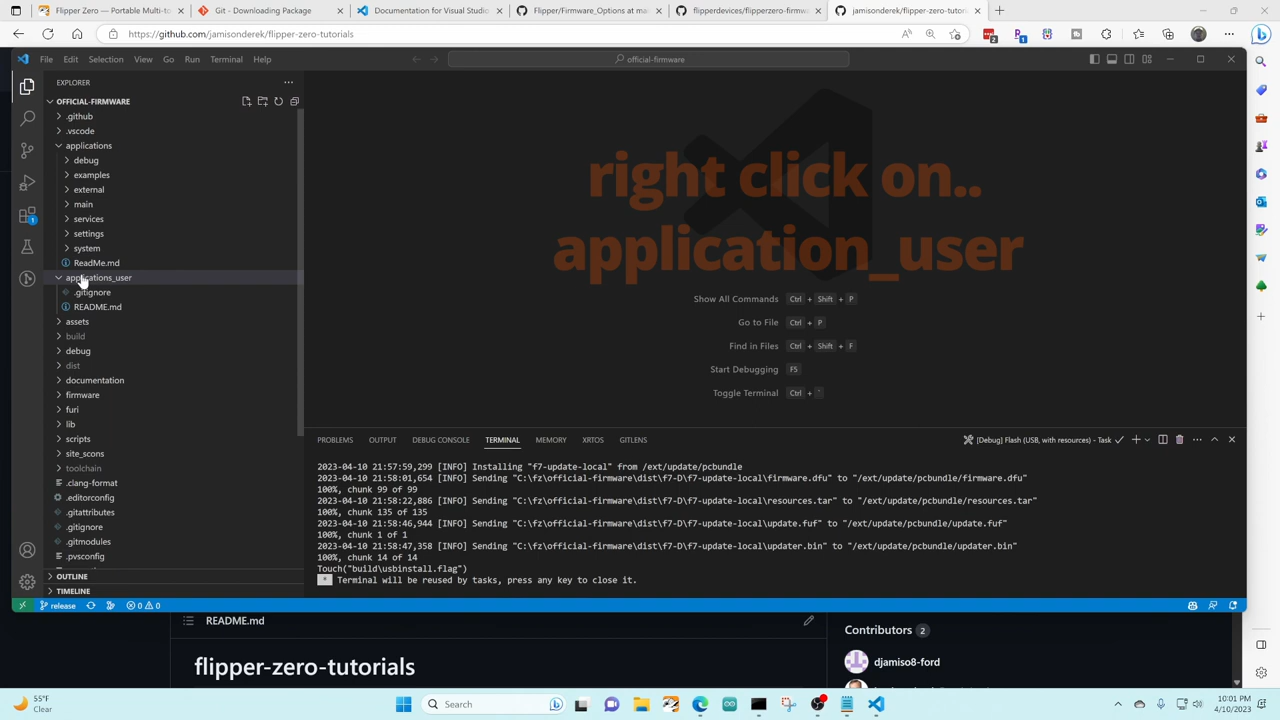 Flipper Zero — Portable Multi-t
Git - Downloading Package
Documentation for Visual Studio
Flipper/Firmware_Options at ma
flipperdevices/flipperzero-firmw
jamisonderek/flipper-zero-tutori
https://github.com/jamisonderek/flipper-zero-tutorials
File Edit Selection View Go Run Terminal Help
official-firmware
EXPLORER
OFFICIAL-FIRMWARE
.github
.vscode
applications
debug
examples
external
main
services
settings
system
ReadMe.md
applications_user
.gitignore
README.md
assets
build
debug
dist
documentation
firmware
furi
lib
scripts
site_scons
toolchain
.clang-format
.editorconfig
.gitattributes
.gitignore
.gitmodules
.pvsconfig
OUTLINE
TIMELINE
right click on..
application_user
Show All Commands Ctrl + Shift + P
Go to File Ctrl + P
Find in Files Ctrl + Shift + F
Start Debugging F5
Toggle Terminal Ctrl + `
PROBLEMS OUTPUT DEBUG CONSOLE TERMINAL MEMORY XRTOS GITLENS
[Debug] Flash (USB, with resources) - Task
2023-04-10 21:57:59,299 [INFO] Installing "f7-update-local" from /ext/update/pcbundle
2023-04-10 21:58:01,654 [INFO] Sending "C:\fz\official-firmware\dist\f7-D\f7-update-local\firmware.dfu" to "/ext/update/pcbundle/firmware.dfu"
100%, chunk 99 of 99
2023-04-10 21:58:22,886 [INFO] Sending "C:\fz\official-firmware\dist\f7-D\f7-update-local\resources.tar" to "/ext/update/pcbundle/resources.tar"
100%, chunk 135 of 135
2023-04-10 21:58:46,944 [INFO] Sending "C:\fz\official-firmware\dist\f7-D\f7-update-local\update.fuf" to "/ext/update/pcbundle/update.fuf"
100%, chunk 1 of 1
2023-04-10 21:58:47,358 [INFO] Sending "C:\fz\official-firmware\dist\f7-D\f7-update-local\updater.bin" to "/ext/update/pcbundle/updater.bin"
100%, chunk 14 of 14
Touch("build\usbinstall.flag")
* Terminal will be reused by tasks, press any key to close it.
release 0 0
README.md
flipper-zero-tutorials
Contributors 2
djamiso8-ford
55°F
Clear
Search
10:01 PM
4/10/2023